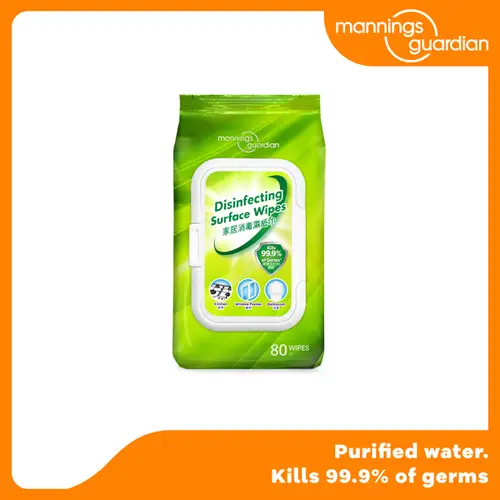 mannings
guardian
mannings
guardian
Disinfecting
Surface Wipes
家居消毒濕紙巾
Kills
99.9%
of Germs
Kitchen
Window Frames
Bathroom
80 WIPES
Purified water.
Kills 99.9% of germs